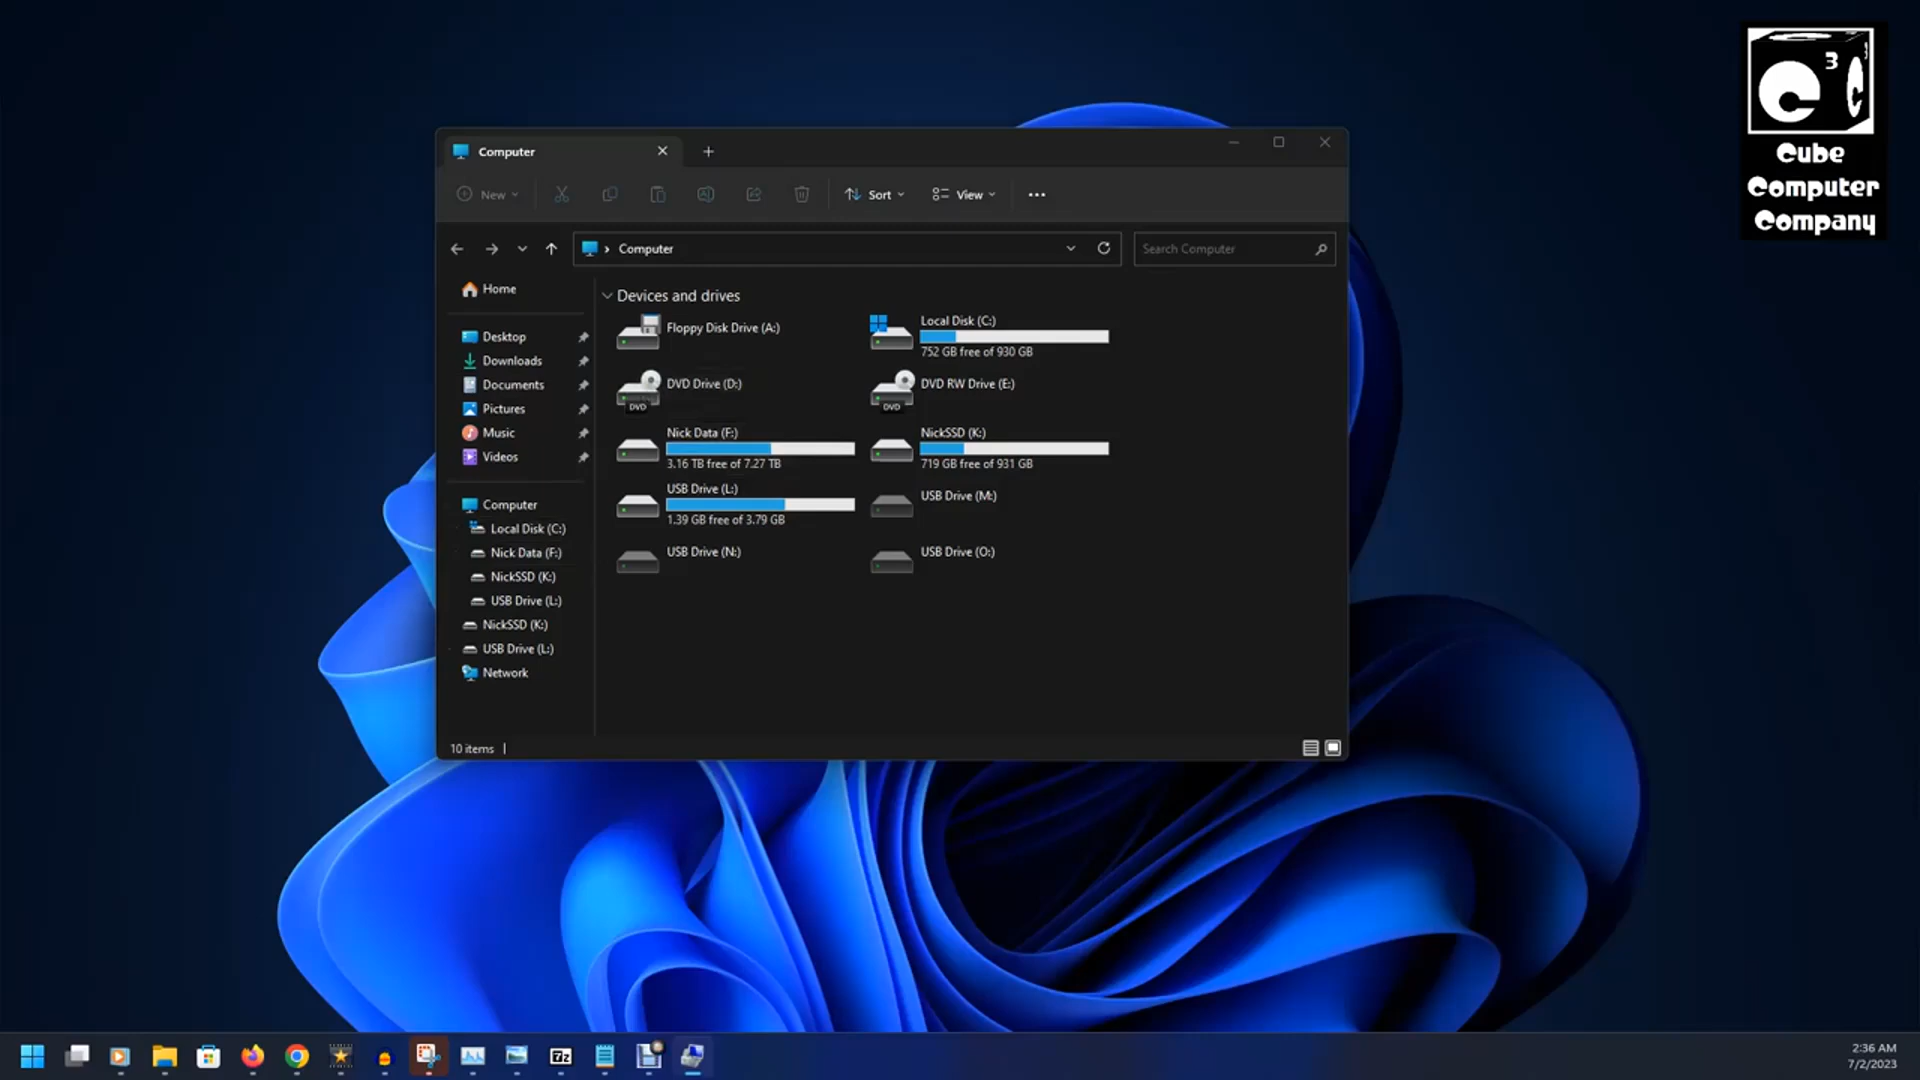 Cube
Computer
Company
Computer
New
Sort
View
Computer
Search Computer
Home
Desktop
Downloads
Documents
Pictures
Music
Videos
Computer
Local Disk (C:)
Nick Data (F:)
NickSSD (K:)
USB Drive (L:)
NickSSD (K:)
USB Drive (L:)
Network
Devices and drives
Floppy Disk Drive (A:)
Local Disk (C:)
752 GB free of 930 GB
DVD Drive (D:)
DVD
DVD RW Drive (E:)
DVD
Nick Data (F:)
3.16 TB free of 7.27 TB
NickSSD (K:)
719 GB free of 931 GB
USB Drive (L:)
1.39 GB free of 3.79 GB
USB Drive (M:)
USB Drive (N:)
USB Drive (O:)
10 items
7z
2:36 AM
7/2/2023